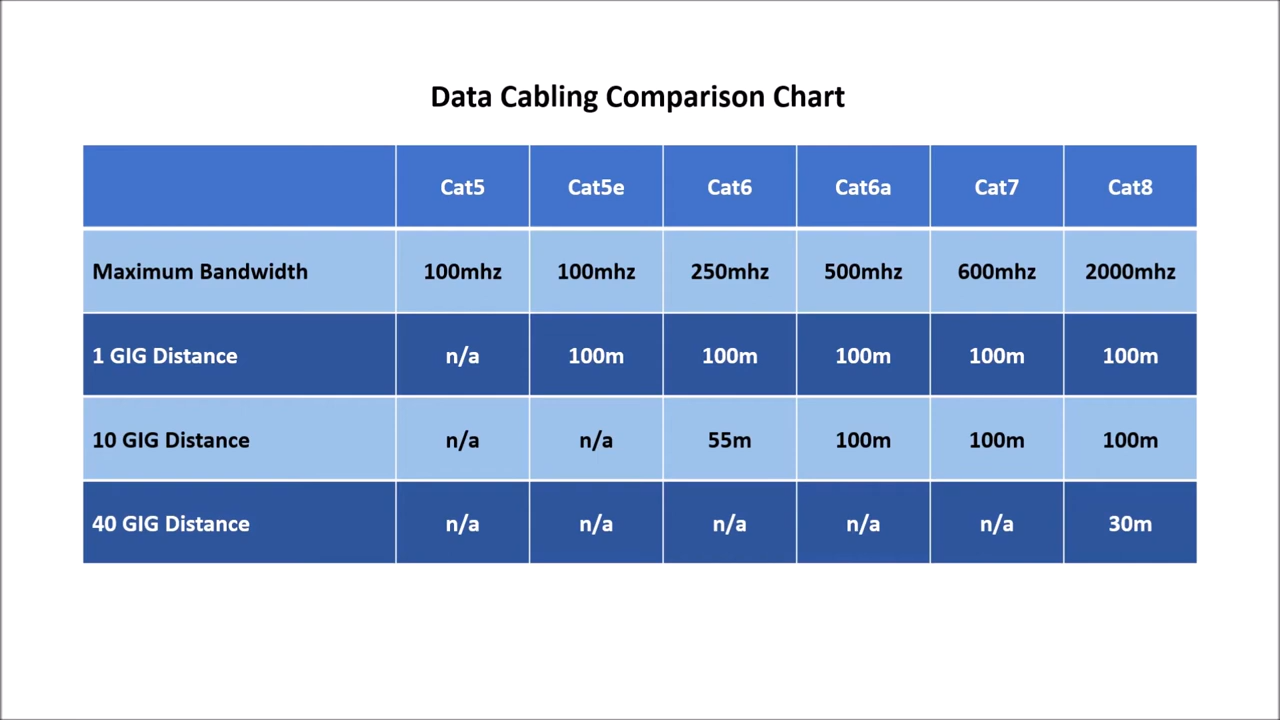 Data Cabling Comparison Chart
Cat5 Cat5e Cat6 Cat6a Cat7 Cat8
Maximum Bandwidth 100mhz 100mhz 250mhz 500mhz 600mhz 2000mhz
1 GIG Distance n/a 100m 100m 100m 100m 100m
10 GIG Distance n/a n/a 55m 100m 100m 100m
40 GIG Distance n/a n/a n/a n/a n/a 30m